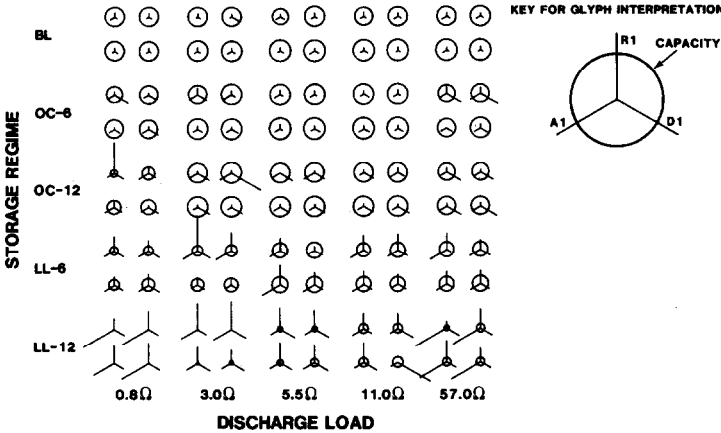 KEY FOR GLYPH INTERPRETATION
R1
CAPACITY
A1
D1
STORAGE REGIME
BL
OC-6
OC-12
LL-6
LL-12
0.8Ω 3.0Ω 5.5Ω 11.0Ω 57.0Ω
DISCHARGE LOAD